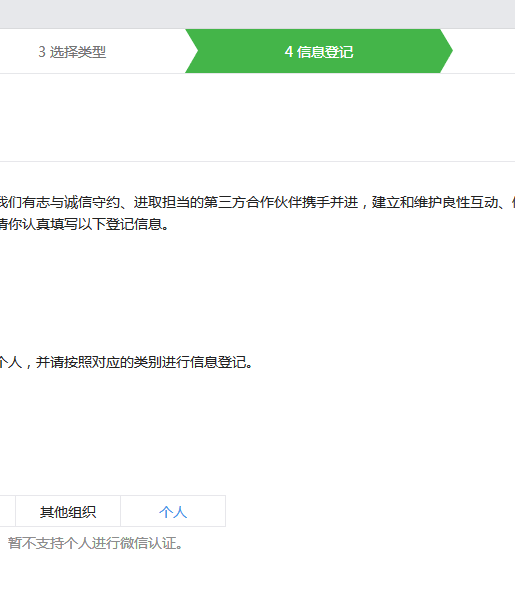 3 选择类型
4 信息登记
我们有志与诚信守约、进取担当的第三方合作伙伴携手并进，建立和维护良性互动、
请你认真填写以下登记信息。
个人，并请按照对应的类别进行信息登记。
其他组织
个人
暂不支持个人进行微信认证。